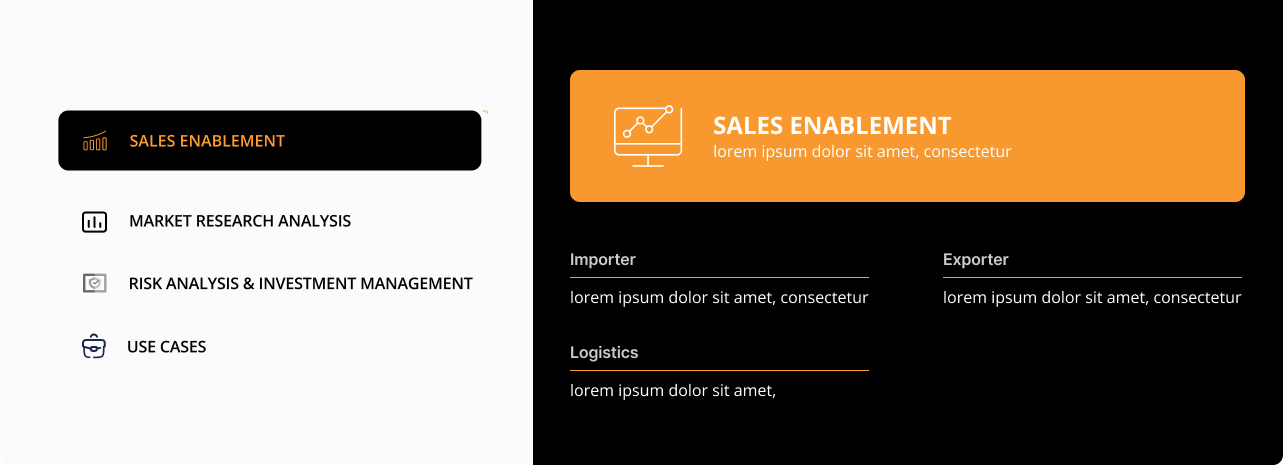 SALES ENABLEMENT
MARKET RESEARCH ANALYSIS
RISK ANALYSIS & INVESTMENT MANAGEMENT
USE CASES
SALES ENABLEMENT
lorem ipsum dolor sit amet, consectetur
Importer
lorem ipsum dolor sit amet, consectetur
Exporter
lorem ipsum dolor sit amet, consectetur
Logistics
lorem ipsum dolor sit amet,